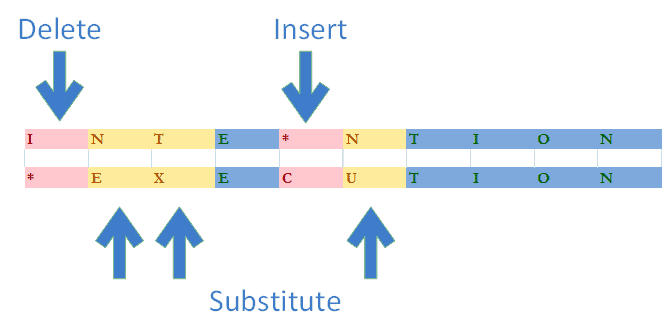 Delete Insert
I N T E * N T I O N
* E X E C U T I O N
Substitute